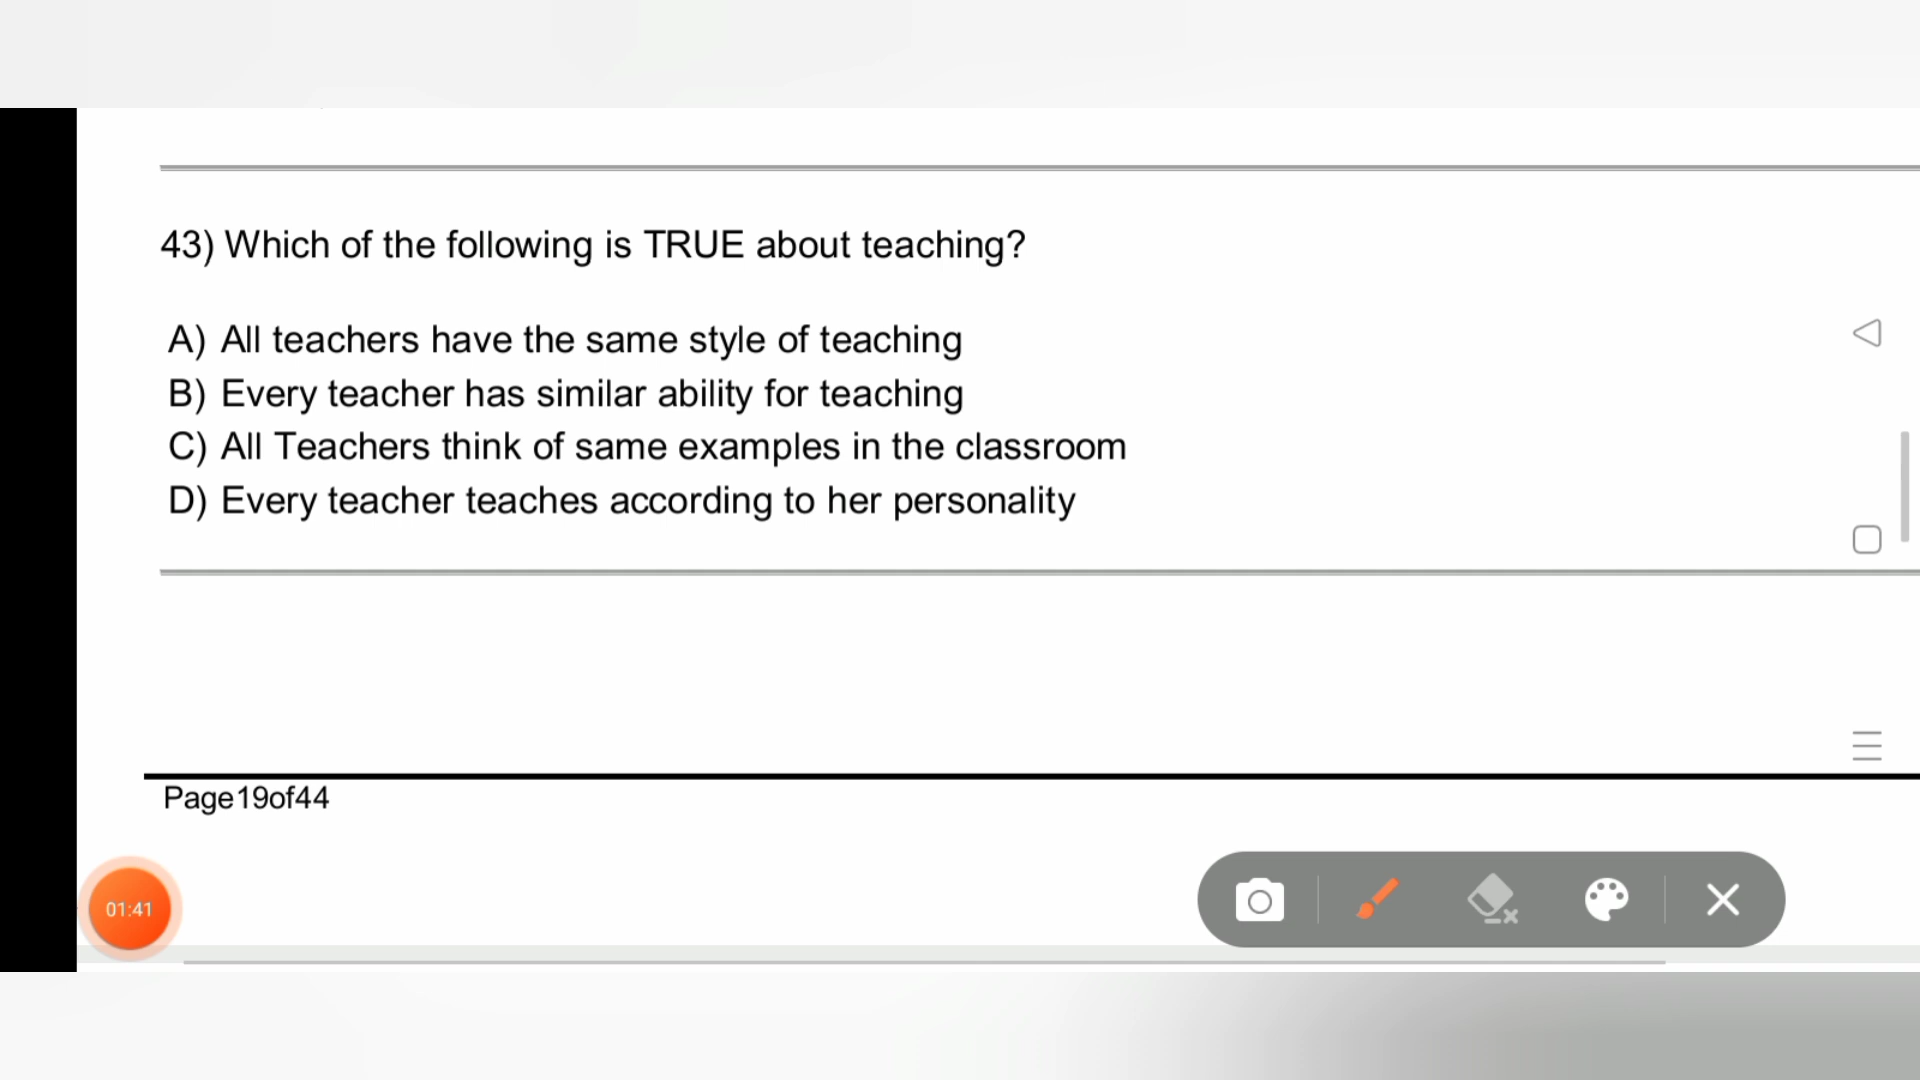 43) Which of the following is TRUE about teaching?
A) All teachers have the same style of teaching
B) Every teacher has similar ability for teaching
C) All Teachers think of same examples in the classroom
D) Every teacher teaches according to her personality
Page19of44
01:41